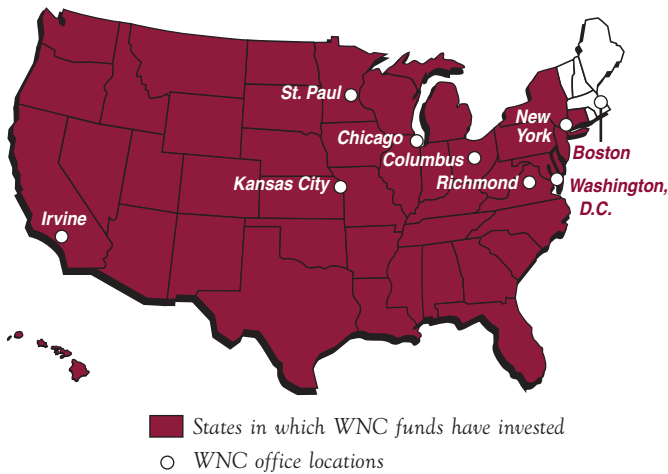 St. Paul
New
York
Chicago
Columbus
Boston
Kansas City
Richmond
Washington,
D.C.
Irvine
States in which WNC funds have invested
WNC office locations